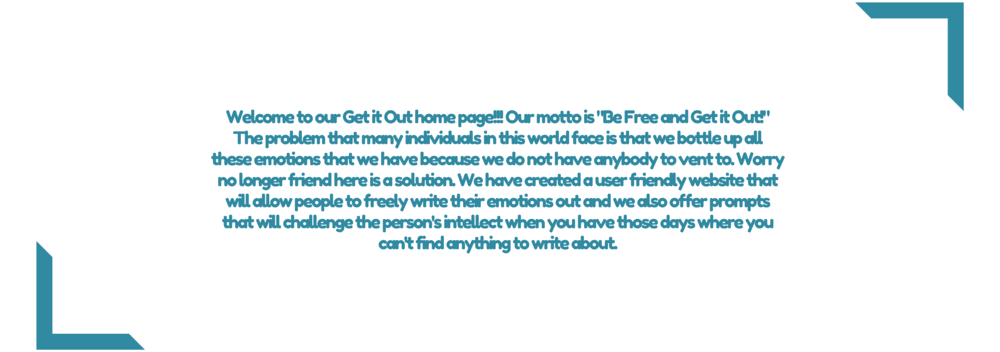 Welcome to our Get it Out home page!!! Our motto is "Be Free and Get it Out!"
The problem that many individuals in this world face is that we bottle up all
these emotions that we have because we do not have anybody to vent to. Worry
no longer friend here is a solution. We have created a user friendly website that
will allow people to freely write their emotions out and we also offer prompts
that will challenge the person's intellect when you have those days where you
can't find anything to write about.